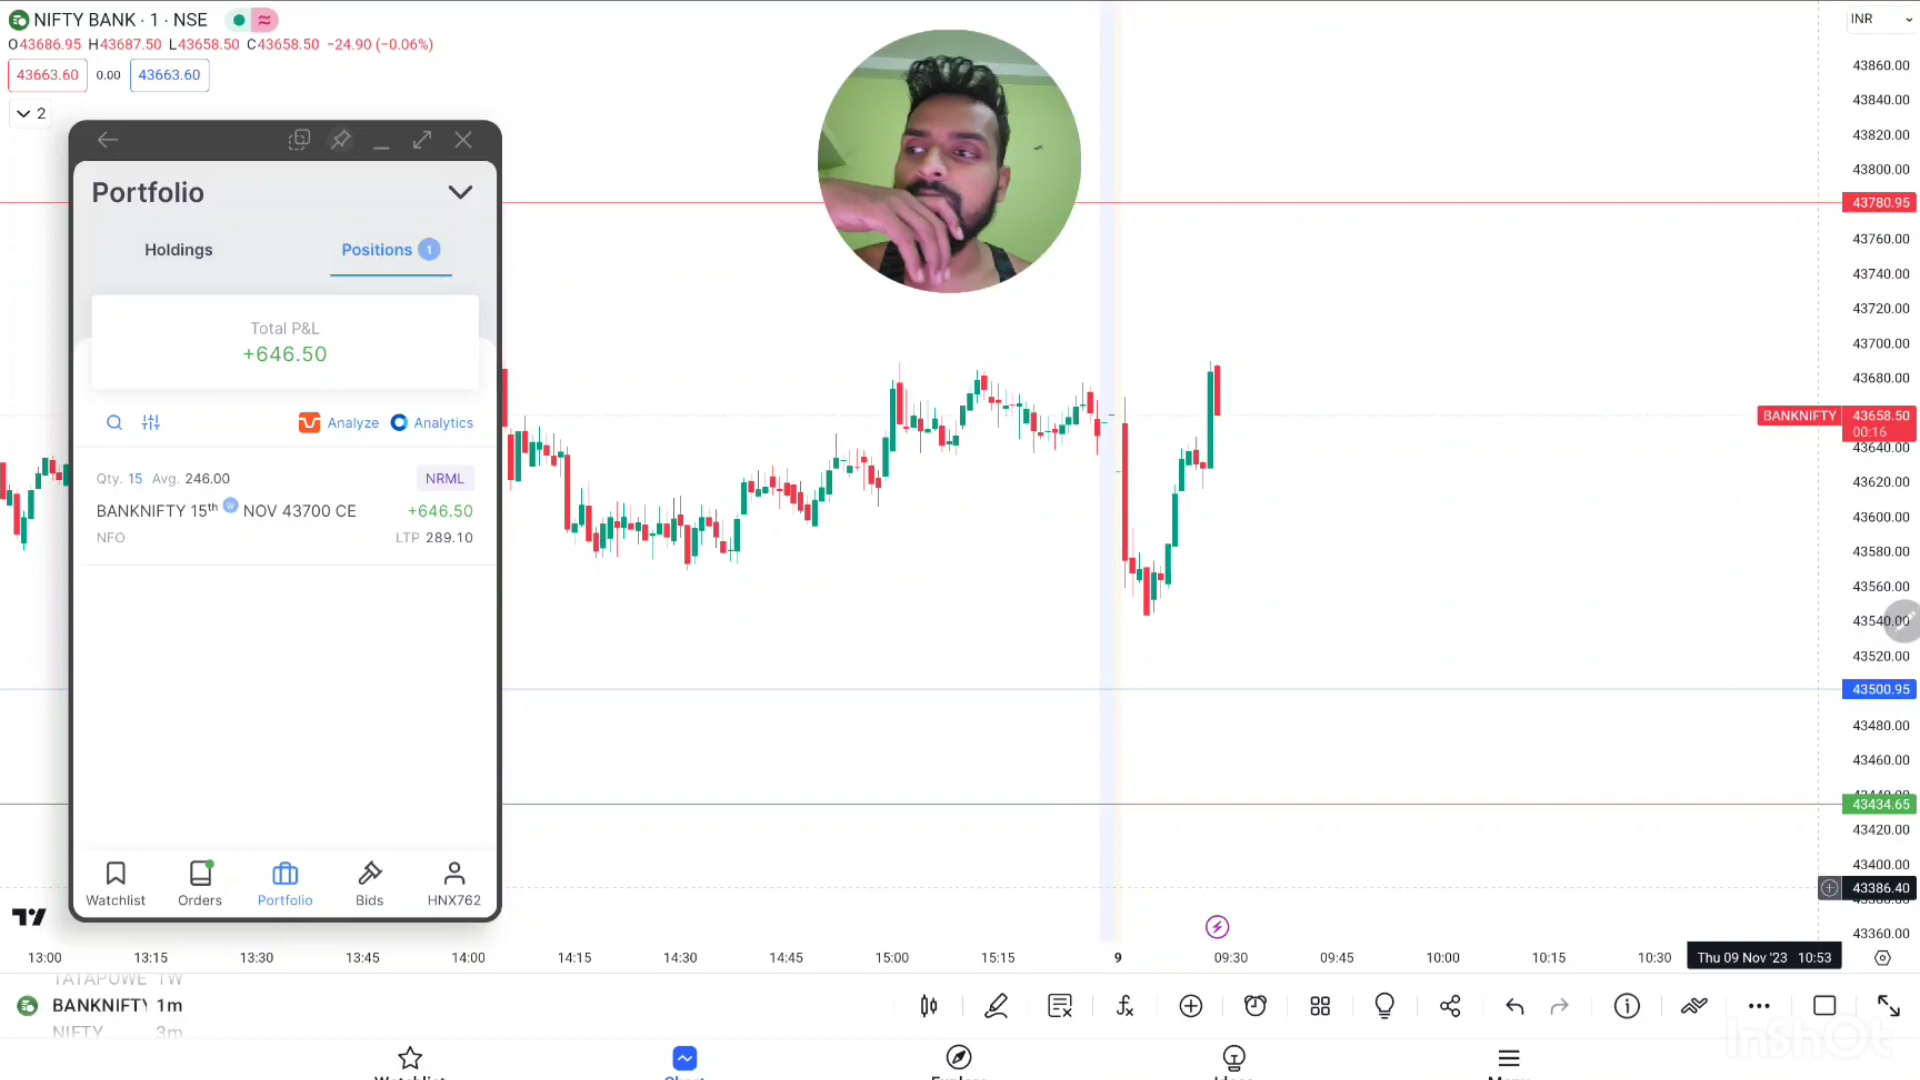 NIFTY BANK · 1 · NSE
O43686.95 H43687.50 L43658.50 C43658.50 −24.90 (−0.06%)
43663.60 0.00 43663.60
2
INR
Portfolio
Holdings
Positions 1
Total P&L
+646.50
Analyze Analytics
Qty. 15 Avg. 246.00 NRML
BANKNIFTY 15th W NOV 43700 CE +646.50
NFO LTP 289.10
Watchlist Orders Portfolio Bids HNX762
43860.00
43840.00
43820.00
43800.00
43780.95
43760.00
43740.00
43720.00
43700.00
43680.00
BANKNIFTY 43658.50
00:16
43640.00
43620.00
43600.00
43580.00
43560.00
43540.00
43520.00
43500.95
43480.00
43460.00
43434.65
43420.00
43400.00
43386.40
43360.00
13:00 13:15 13:30 13:45 14:00 14:15 14:30 14:45 15:00 15:15 9 09:30 09:45 10:00 10:15 10:30 Thu 09 Nov '23 10:53
TATAPOWE 1W
BANKNIFTY 1m
NIFTY 3m
InShOt